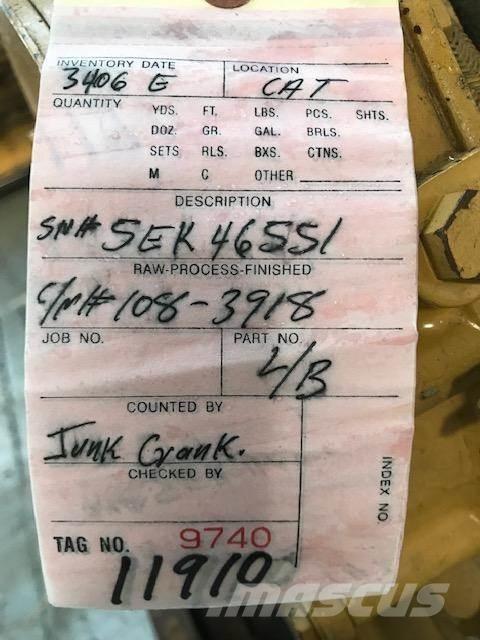 INVENTORY DATE LOCATION
3406 E CAT
QUANTITY YDS. FT. LBS. PCS. SHTS.
DOZ. GR. GAL. BRLS.
SETS RLS. BXS. CTNS.
M C OTHER
DESCRIPTION
SN# 5EK46551
RAW-PROCESS-FINISHED
C/M# 108-3918
JOB NO. PART NO.
L/B
COUNTED BY
Junk Crank.
CHECKED BY
INDEX NO.
TAG NO. 9740
11910
MASCUS